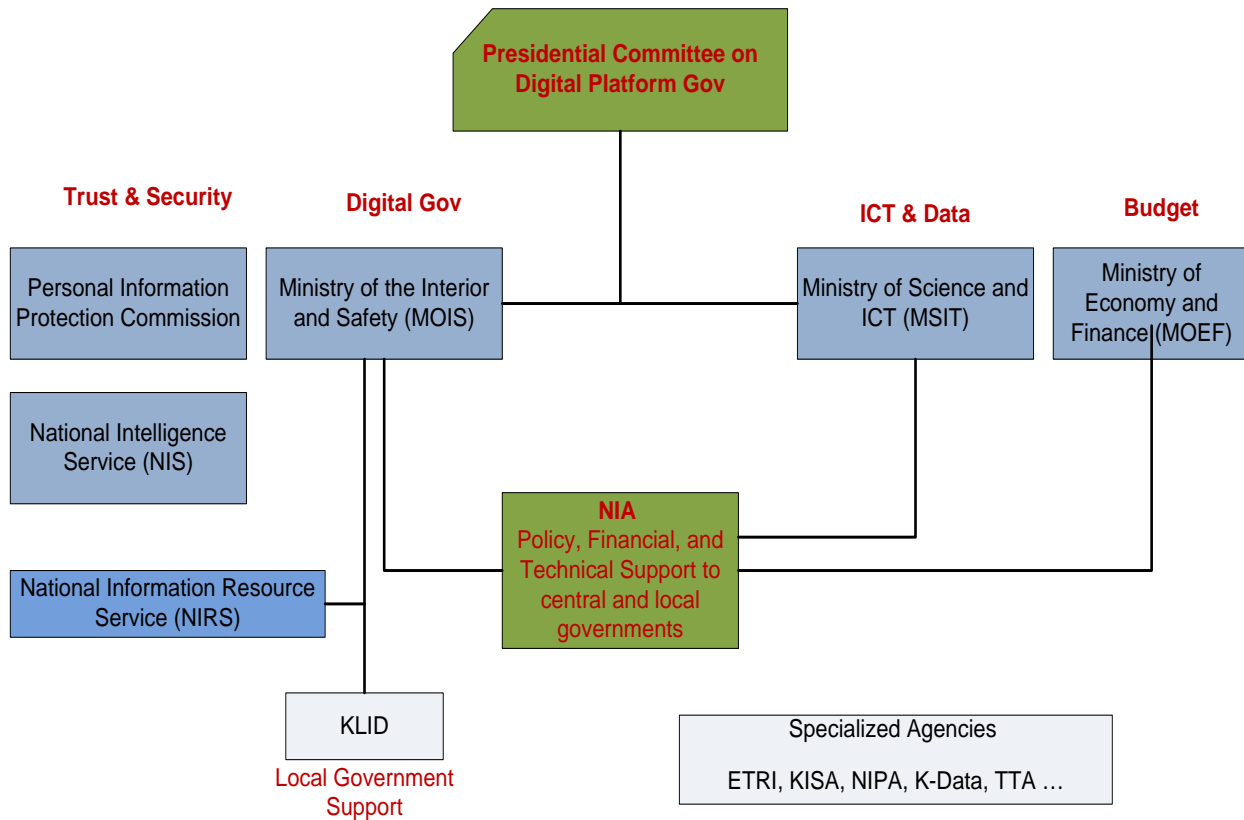 Presidential Committee on
Digital Platform Gov
Trust & Security
Digital Gov
ICT & Data
Budget
Personal Information
Protection Commission
Ministry of the Interior
and Safety (MOIS)
Ministry of Science and
ICT (MSIT)
Ministry of
Economy and
Finance (MOEF)
National Intelligence
Service (NIS)
NIA
Policy, Financial, and
Technical Support to
central and local
governments
National Information Resource
Service (NIRS)
KLID
Local Government
Support
Specialized Agencies
ETRI, KISA, NIPA, K-Data, TTA …